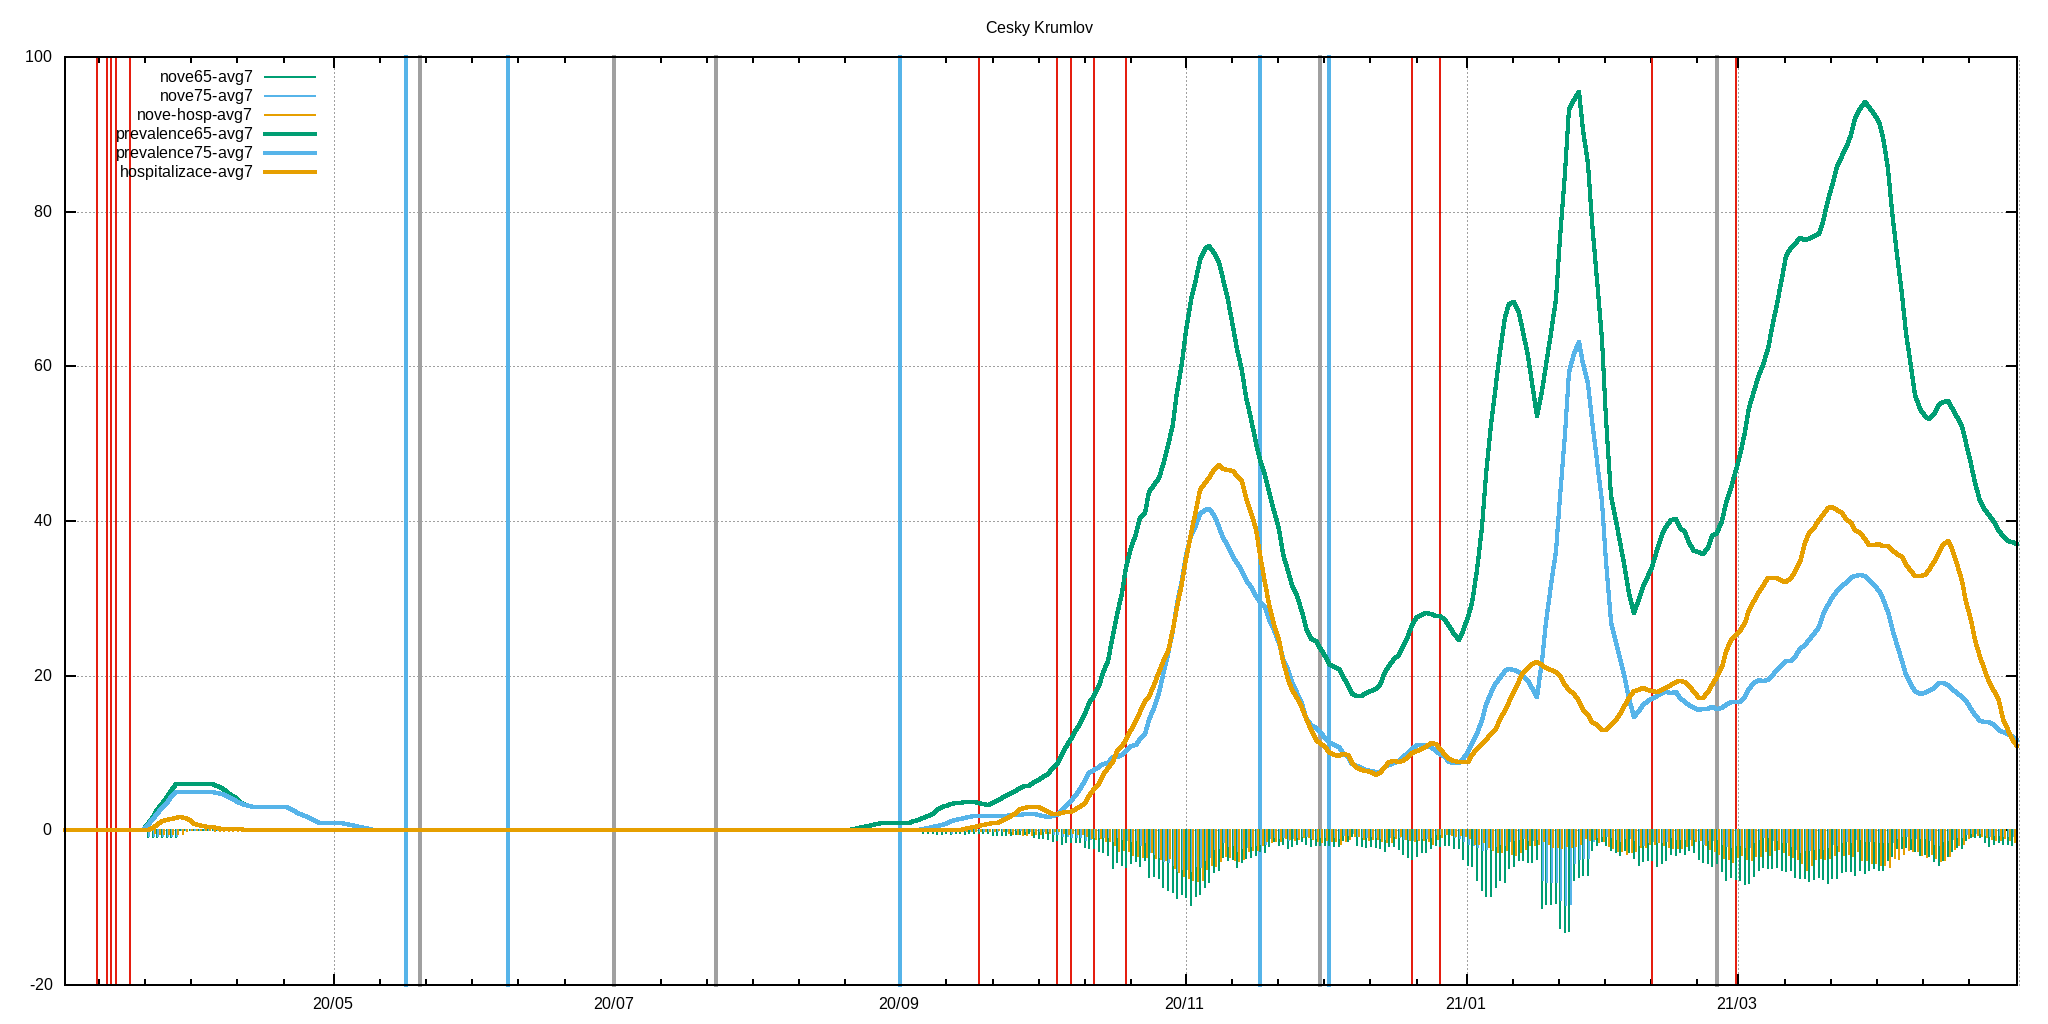 Cesky Krumlov
100
80
60
40
20
0
-20
nove65-avg7
nove75-avg7
nove-hosp-avg7
prevalence65-avg7
prevalence75-avg7
hospitalizace-avg7
20/05
20/07
20/09
20/11
21/01
21/03